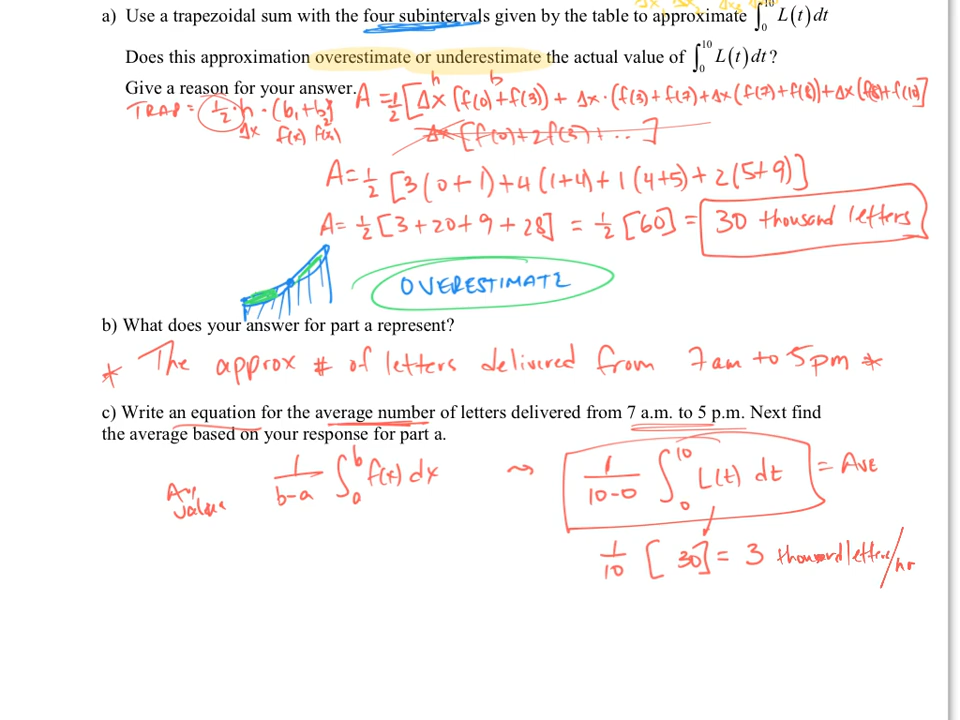 a) Use a trapezoidal sum with the four subintervals given by the table to approximate ∫₀¹⁰ L(t)dt
Does this approximation overestimate or underestimate the actual value of ∫₀¹⁰ L(t)dt?
Give a reason for your answer.
A = 1/2 [Δx (f(0)+f(3)) + Δx·(f(3)+f(7)+Δx(f(7)+f(8))+Δx(f(8)+f(10)]
h b
TRAP = 1/2 · h · (b₁+b₂)
Δx f(x) f(x)
Δx [f(0)+2f(3)+...]
A = 1/2 [3(0+1)+4(1+4)+1(4+5)+2(5+9)]
A = 1/2 [3+20+9+28] = 1/2 [60] = 30 thousand letters
OVERESTIMATE
b) What does your answer for part a represent?
* The approx # of letters delivered from 7am to 5pm *
c) Write an equation for the average number of letters delivered from 7 a.m. to 5 p.m. Next find
the average based on your response for part a.
Value 1/(b-a) ∫ₐᵇ f(x) dx ⇝ 1/(10-0) ∫₀¹⁰ L(t) dt = AVE
1/10 [30] = 3 thousand letters/hr